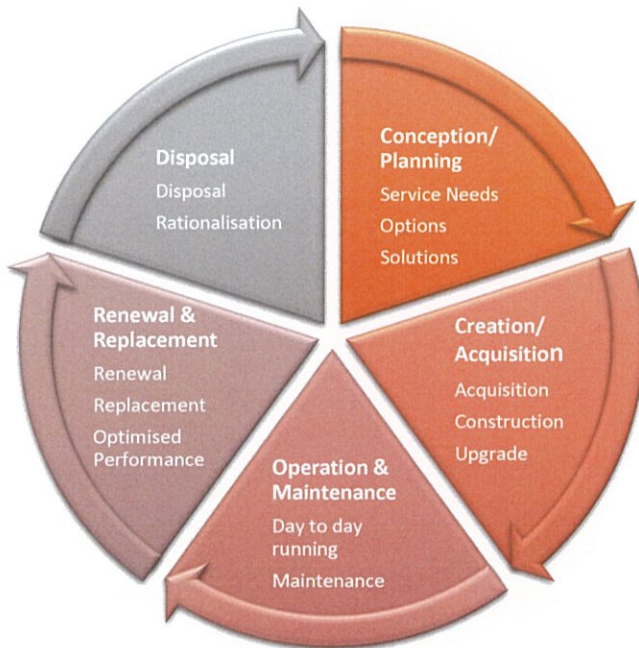 Conception/
Planning
Service Needs
Options
Solutions
Creation/
Acquisition
Acquisition
Construction
Upgrade
Operation &
Maintenance
Day to day
running
Maintenance
Renewal &
Replacement
Renewal
Replacement
Optimised
Performance
Disposal
Disposal
Rationalisation